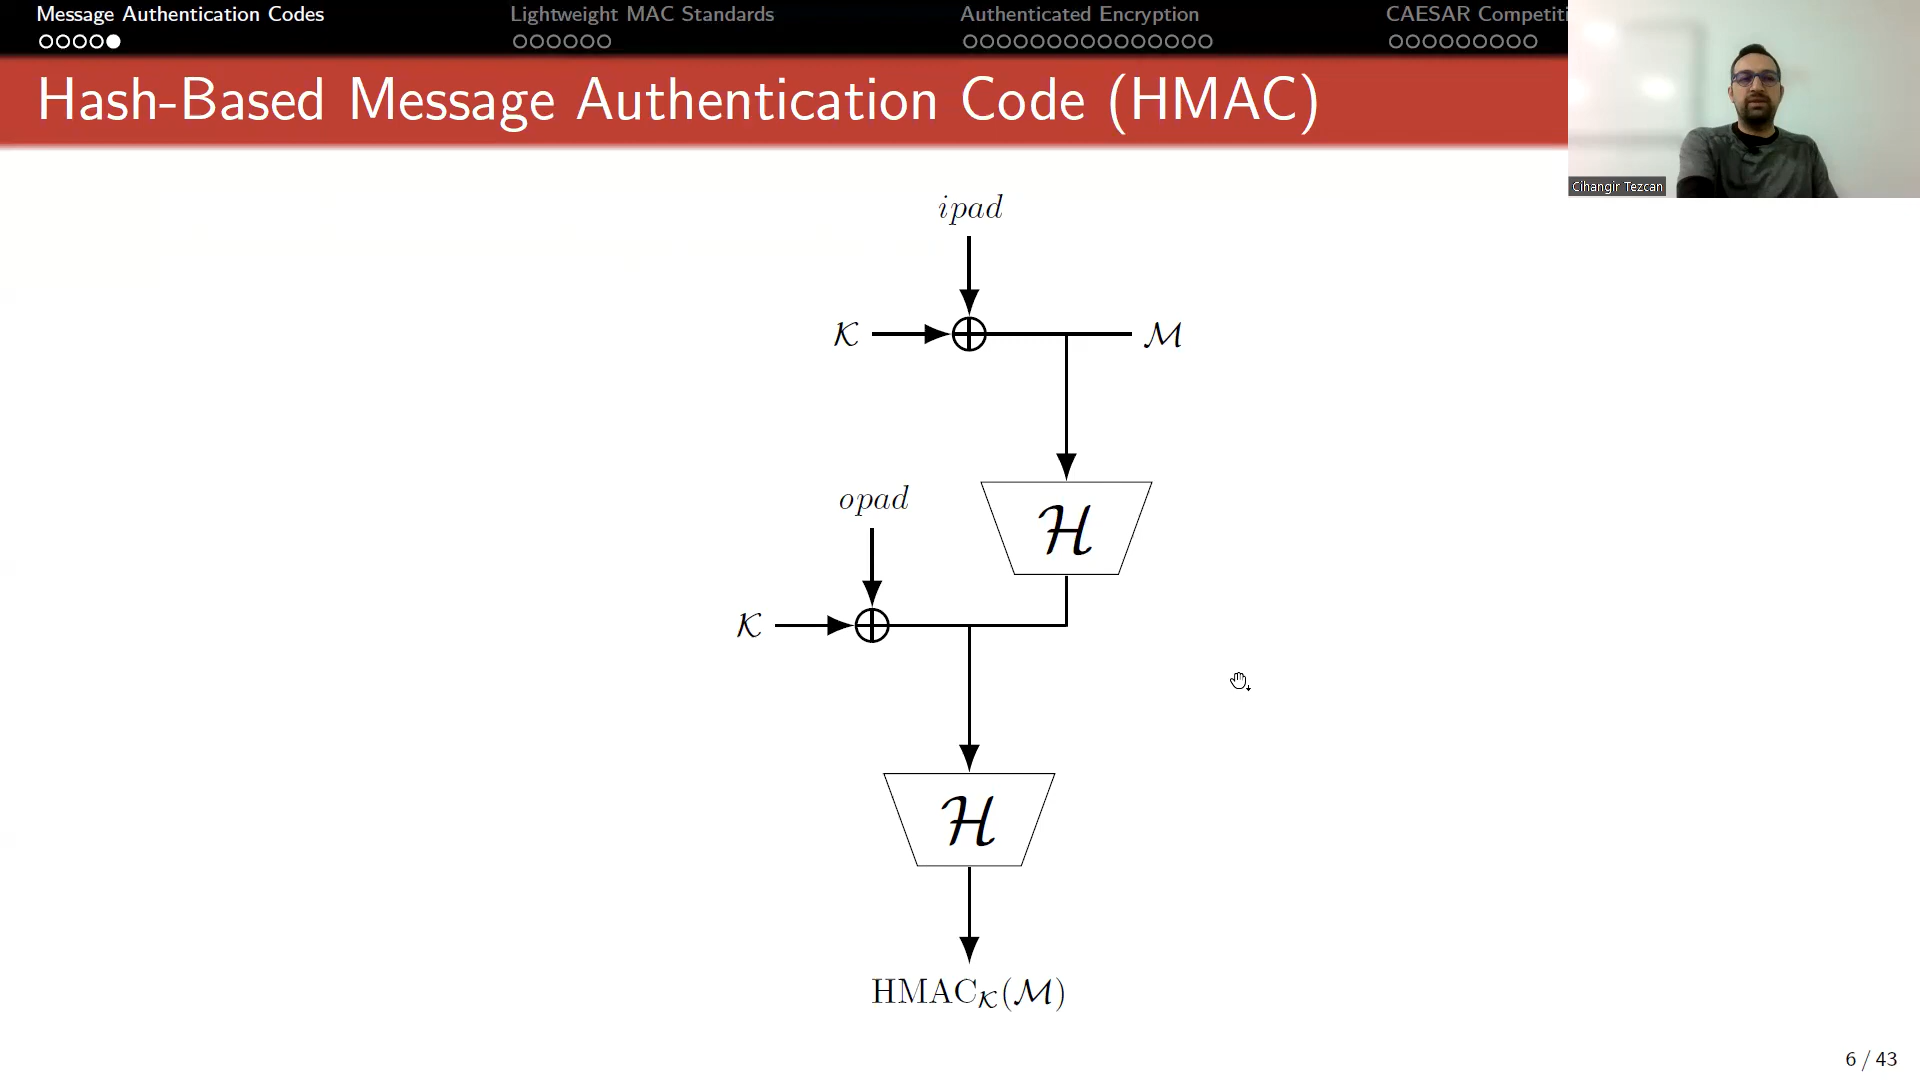 Message Authentication Codes
Lightweight MAC Standards
Authenticated Encryption
CAESAR Competiti
Hash-Based Message Authentication Code (HMAC)
Cihangir Tezcan
ipad
𝒦 ⊕ ℳ
ℋ
opad
𝒦 ⊕
ℋ
HMAC𝒦(ℳ)
6 / 43